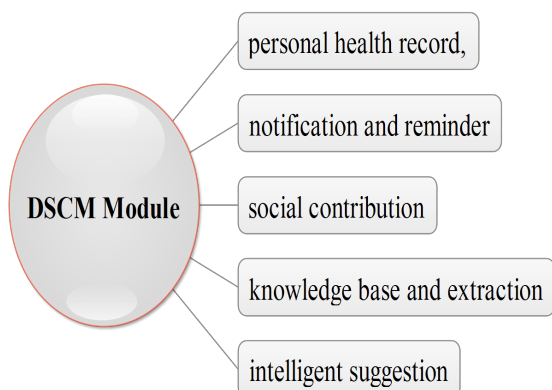 DSCM Module
personal health record,
notification and reminder
social contribution
knowledge base and extraction
intelligent suggestion